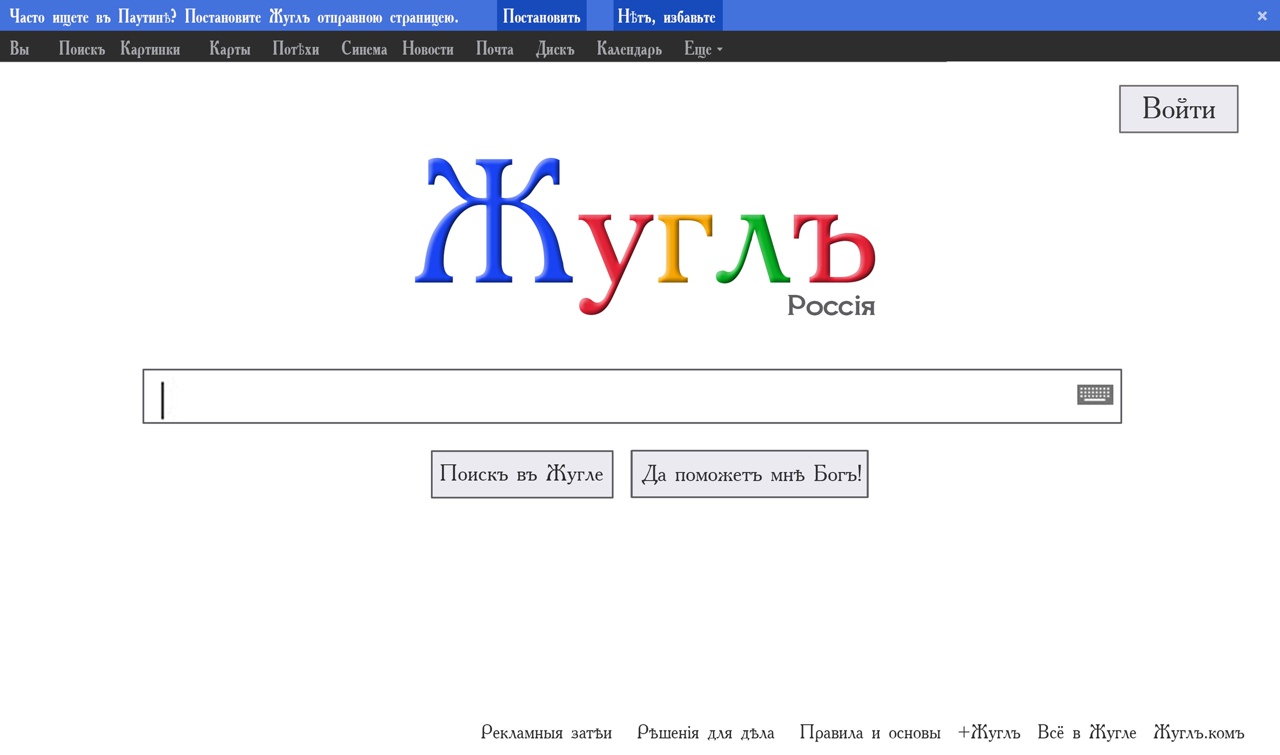 Часто ищете въ Паутинѣ? Постановите Жуглъ отправною страницею. Постановить Нѣтъ, избавьте ×
Вы Поискъ Картинки Карты Потѣхи Синема Новости Почта Дискъ Календарь Еще
Войти
Жуглъ
Россія
Поискъ въ Жугле Да поможетъ мнѣ Богъ!
Рекламныя затѣи Рѣшенія для дѣла Правила и основы +Жуглъ Всё в Жугле Жуглъ.комъ